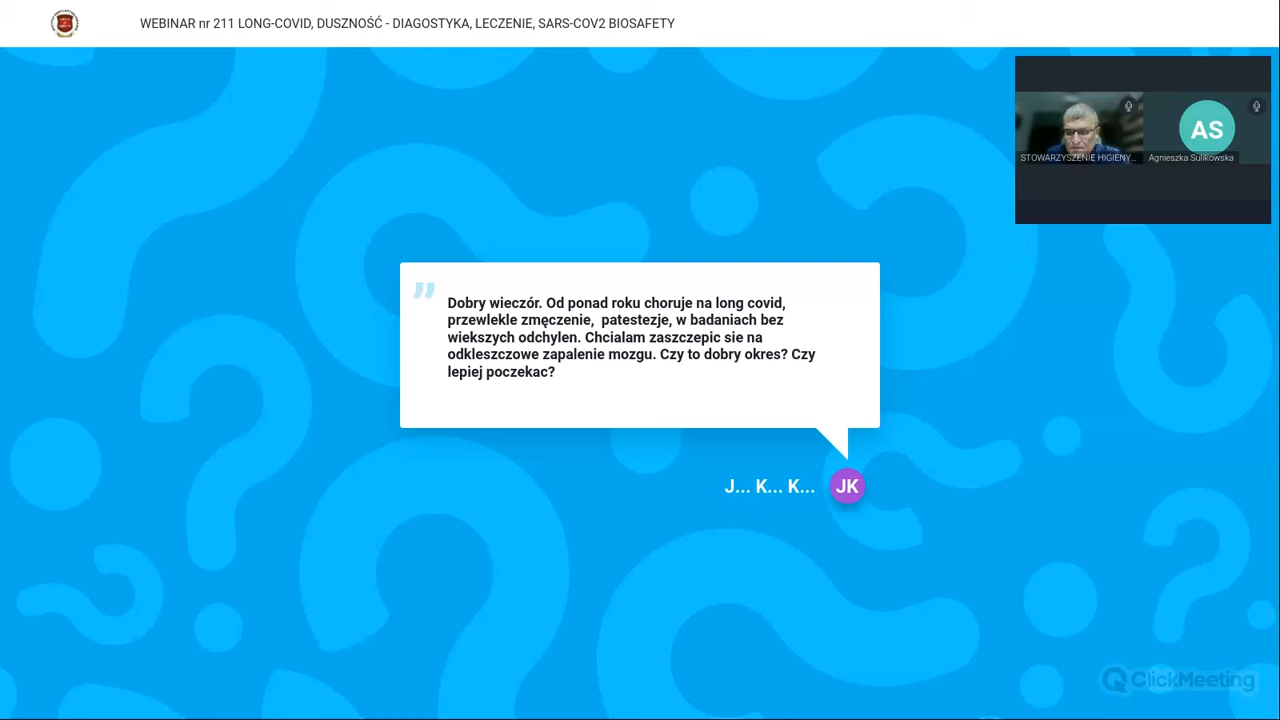 WEBINAR nr 211 LONG-COVID, DUSZNOŚĆ - DIAGOSTYKA, LECZENIE, SARS-COV2 BIOSAFETY
AS
STOWARZYSZENIE HIGIENY...
Agnieszka Sulikowska
"
Dobry wieczór. Od ponad roku choruje na long covid,
przewlekle zmęczenie,  patestezje, w badaniach bez
wiekszych odchylen. Chcialam zaszczepic sie na
odkleszczowe zapalenie mozgu. Czy to dobry okres? Czy
lepiej poczekac?
J... K... K...
JK
ClickMeeting